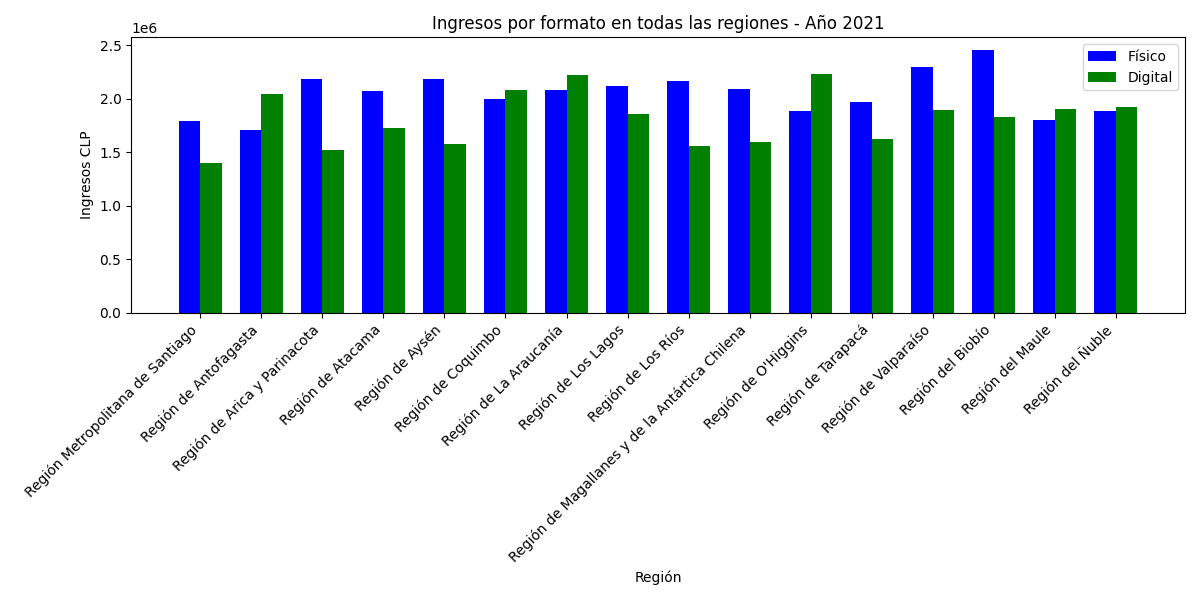 Ingresos por formato en todas las regiones - Año 2021
1e6
2.5
2.0
1.5
1.0
0.5
0.0
Ingresos CLP
Físico
Digital
Región Metropolitana de Santiago
Región de Antofagasta
Región de Arica y Parinacota
Región de Atacama
Región de Aysén
Región de Coquimbo
Región de La Araucanía
Región de Los Lagos
Región de Los Ríos
Región de Magallanes y de la Antártica Chilena
Región de O'Higgins
Región de Tarapacá
Región de Valparaíso
Región del Biobío
Región del Maule
Región del Ñuble
Región